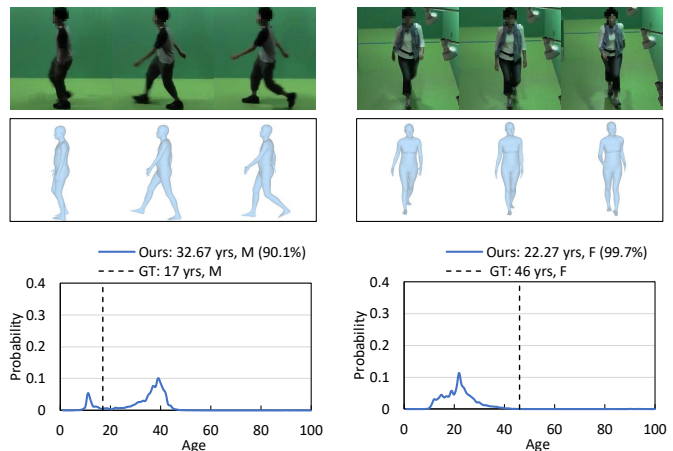 Ours: 32.67 yrs, M (90.1%)
GT: 17 yrs, M
0.4
0.3
0.2
0.1
0
Probability
0 20 40 60 80 100
Age
Ours: 22.27 yrs, F (99.7%)
GT: 46 yrs, F
0.4
0.3
0.2
0.1
0
Probability
0 20 40 60 80 100
Age